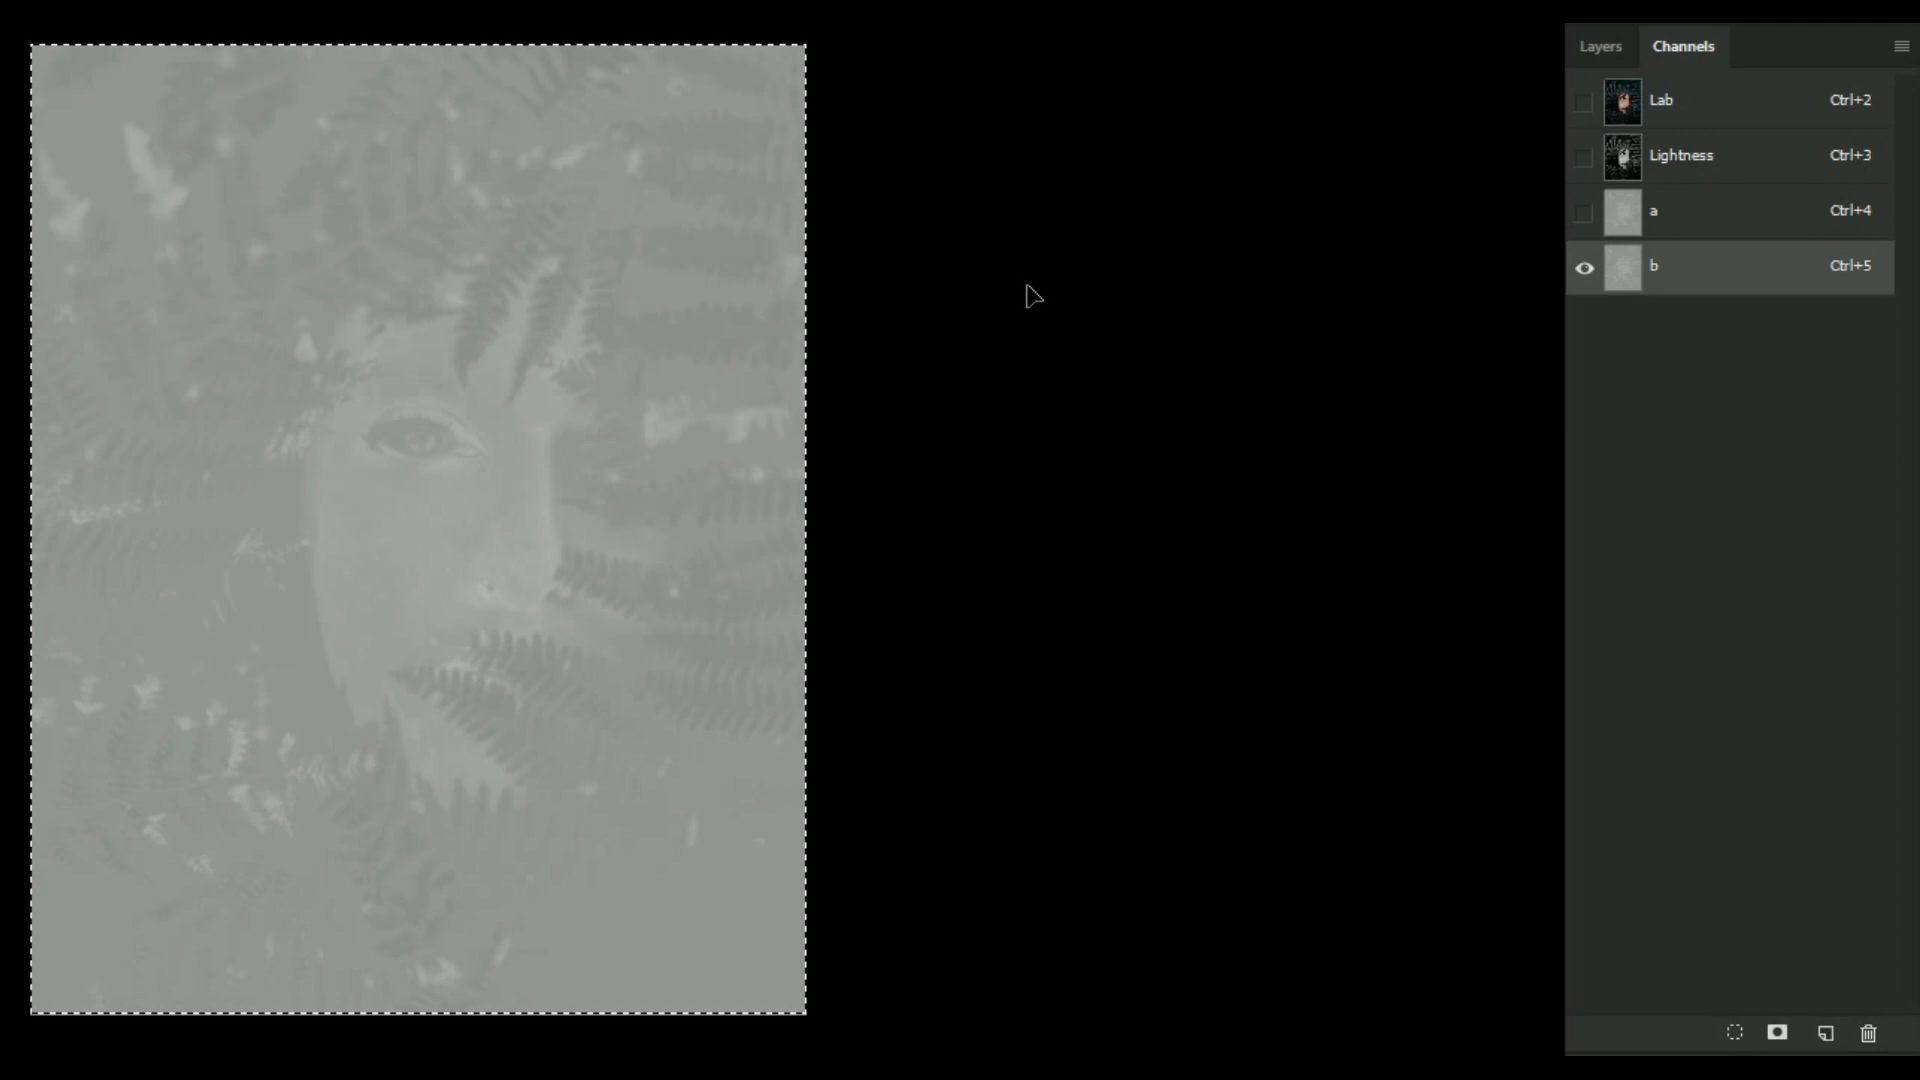 Layers Channels
Lab Ctrl+2
Lightness Ctrl+3
a Ctrl+4
b Ctrl+5